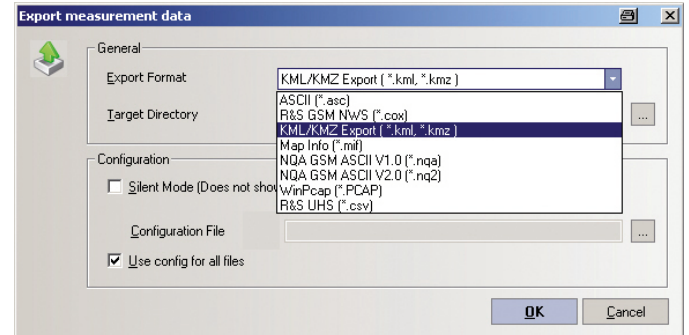 Export measurement data
General
Export Format
KML/KMZ Export ( *.kml, *.kmz )
ASCII (*.asc)
Target Directory
R&S GSM NWS (*.cox)
...
KML/KMZ Export ( *.kml, *.kmz )
Map Info (*.mif)
Configuration
NQA GSM ASCII V1.0 (*.nqa)
NQA GSM ASCII V2.0 (*.nq2)
Silent Mode (Does not
WinPcap (*.PCAP)
R&S UHS (*.csv)
Configuration File
...
Use config for all files
OK
Cancel